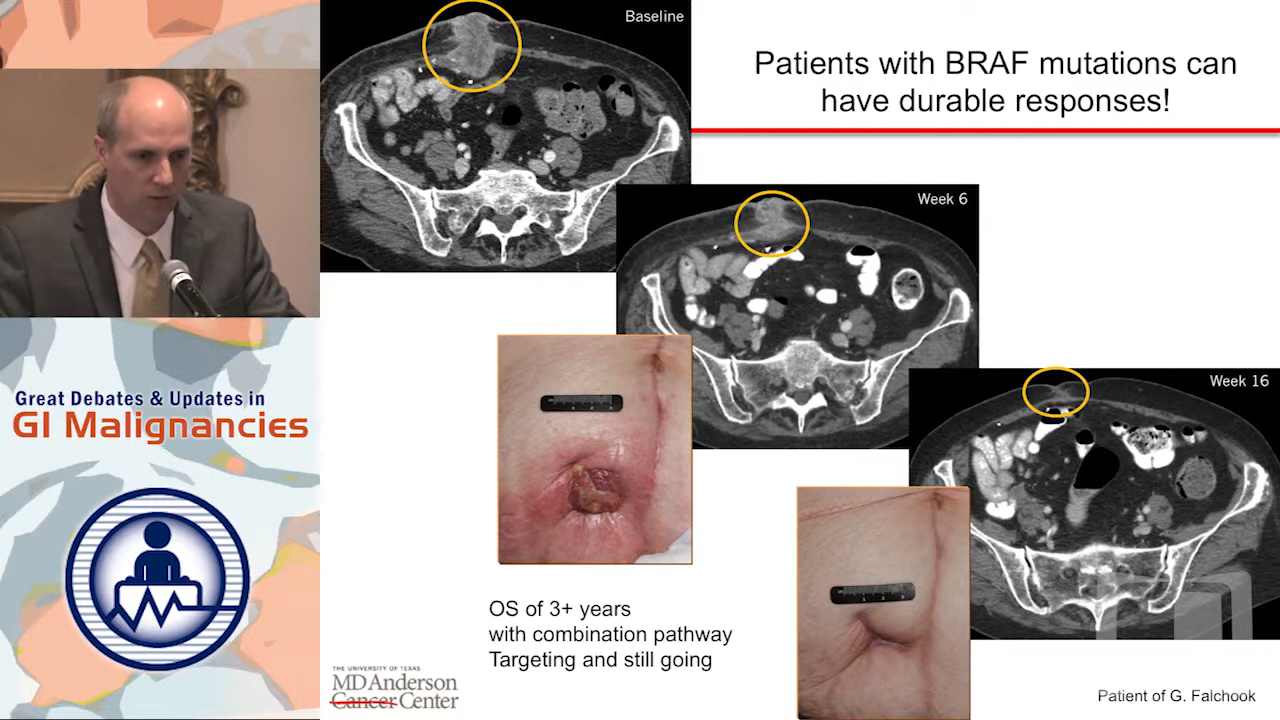 Baseline
Patients with BRAF mutations can
have durable responses!
Week 6
Week 16
Great Debates & Updates in
GI Malignancies
OS of 3+ years
with combination pathway
Targeting and still going
THE UNIVERSITY OF TEXAS
MD Anderson
Cancer Center
Patient of G. Falchook